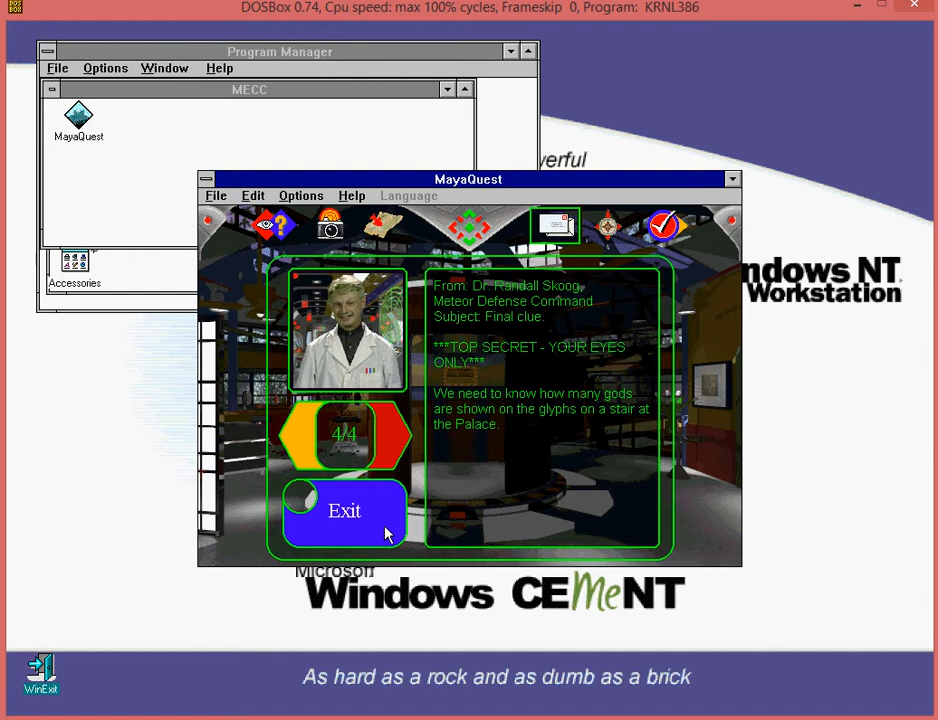 DOSBox 0.74, Cpu speed: max 100% cycles, Frameskip 0, Program: KRNL386
Program Manager
File Options Window Help
MECC
MayaQuest
werful
MayaQuest
File Edit Options Help Language
Accessories
From: Dr. Randall Skoog,
Meteor Defense Command
Subject: Final clue.
***TOP SECRET - YOUR EYES
ONLY***
We need to know how many gods
are shown on the glyphs on a stair at
the Palace.
4/4
Exit
ndows NT
Workstation
Microsoft
Windows CEMeNT
As hard as a rock and as dumb as a brick
WinExit